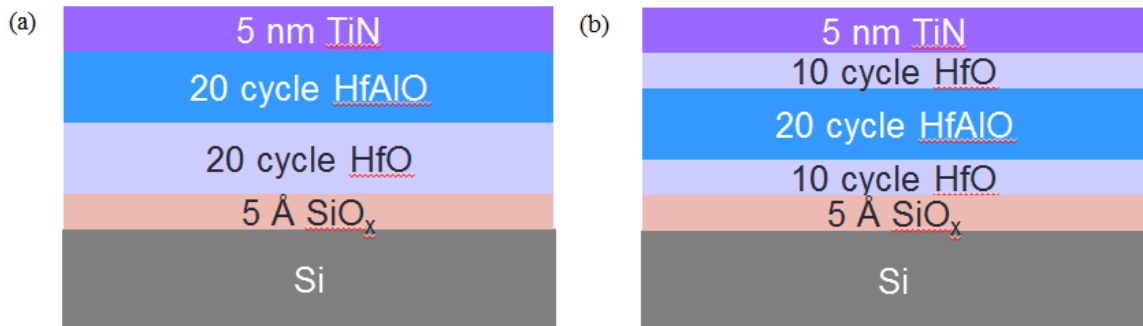 (a)
5 nm TiN
20 cycle HfAlO
20 cycle HfO
5 Å SiOx
Si
(b)
5 nm TiN
10 cycle HfO
20 cycle HfAlO
10 cycle HfO
5 Å SiOx
Si